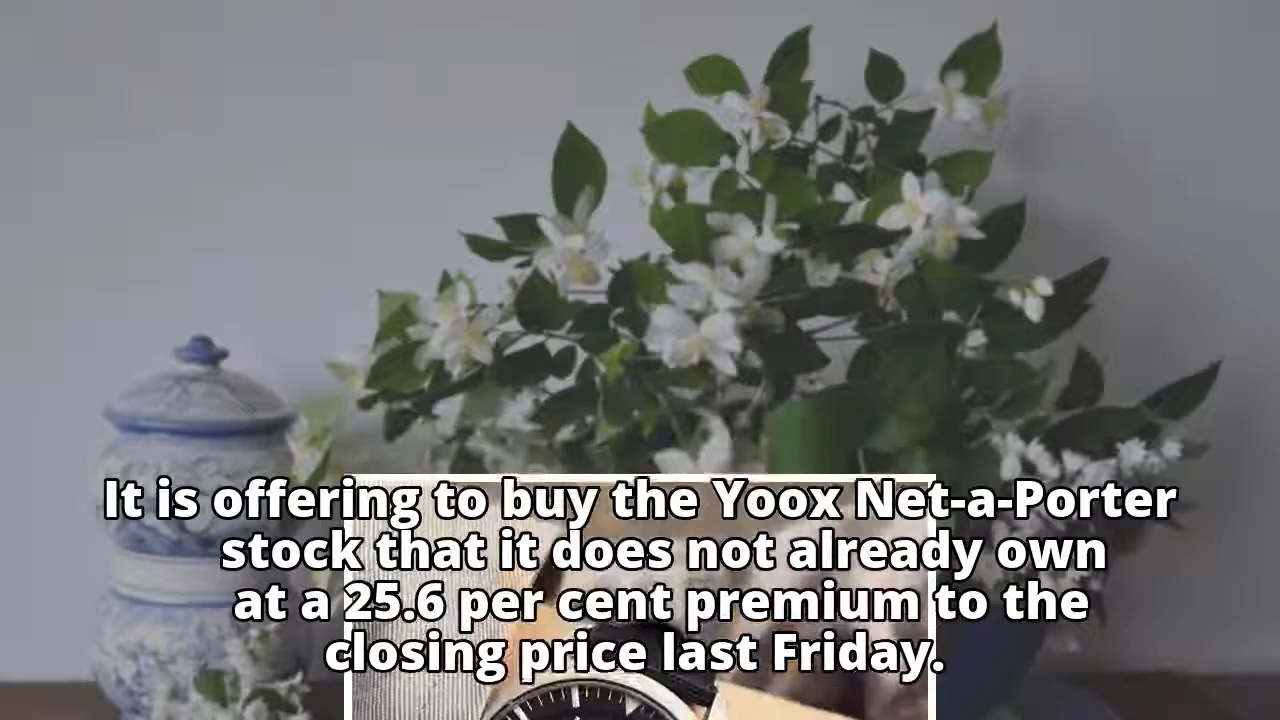 It is offering to buy the Yoox Net-a-Porter
stock that it does not already own
at a 25.6 per cent premium to the
closing price last Friday.